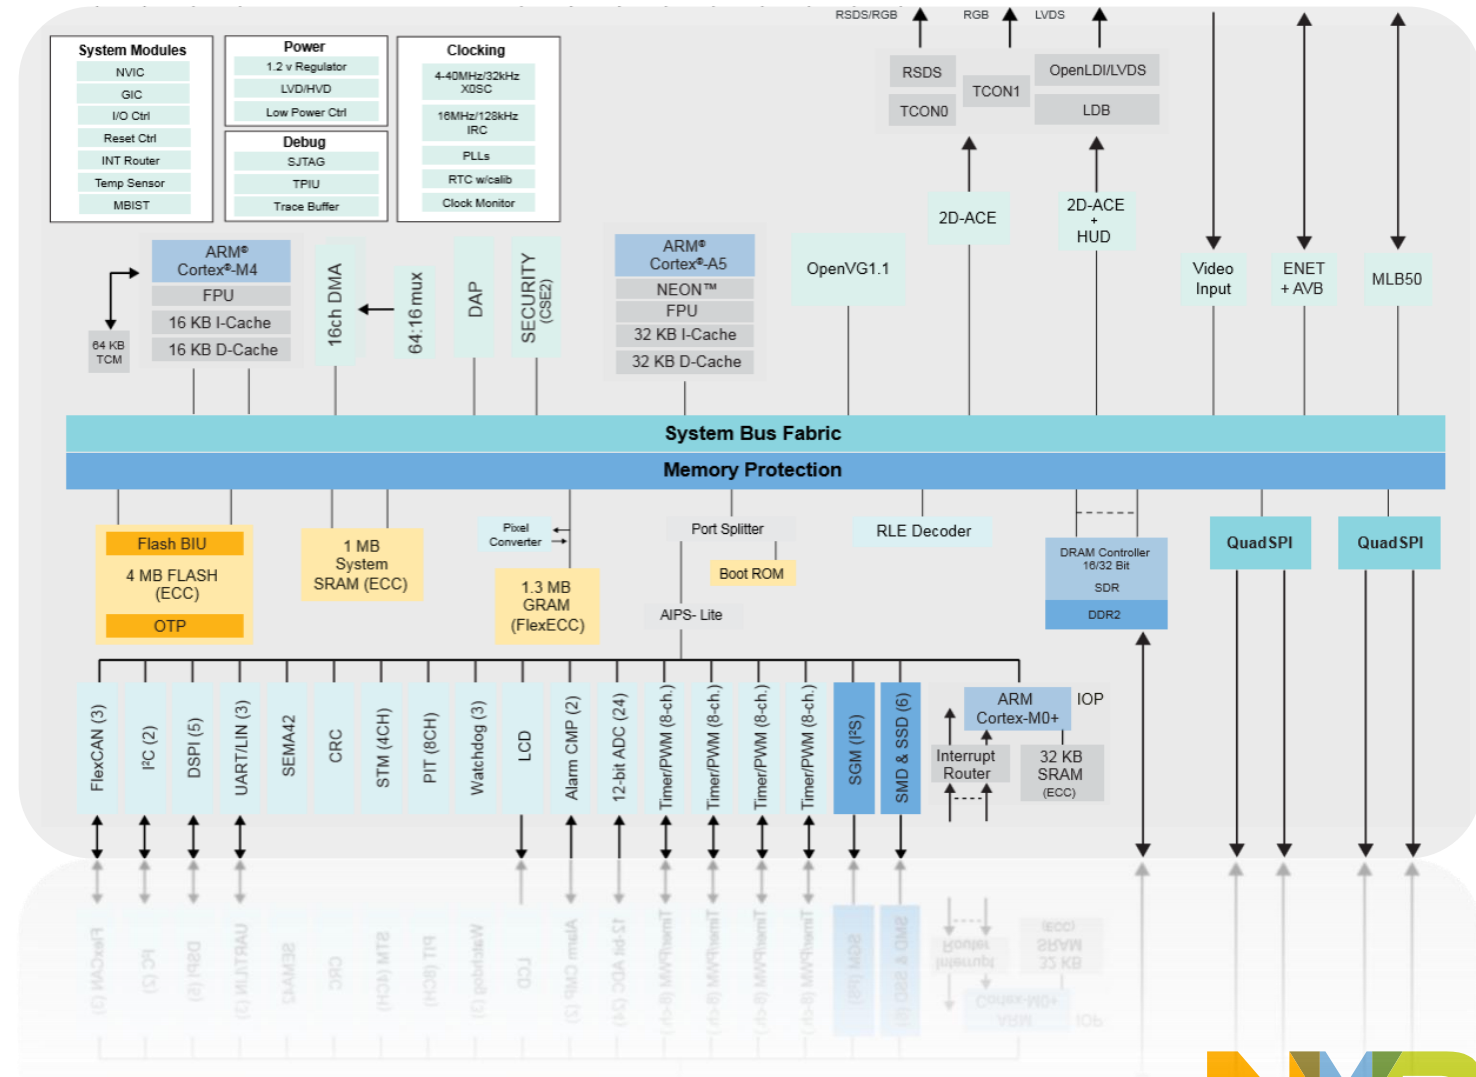 RSDS/RGB
RGB
LVDS
System Modules
NVIC
GIC
I/O Ctrl
Reset Ctrl
INT Router
Temp Sensor
MBIST
Power
1.2 v Regulator
LVD/HVD
Low Power Ctrl
Debug
SJTAG
TPIU
Trace Buffer
Clocking
4-40MHz/32kHz
X0SC
16MHz/128kHz
IRC
PLLs
RTC w/calib
Clock Monitor
RSDS
TCON0
TCON1
OpenLDI/LVDS
LDB
64 KB
TCM
ARM®
Cortex®-M4
FPU
16 KB I-Cache
16 KB D-Cache
16ch DMA
64:16 mux
DAP
SECURITY
(CSE2)
ARM®
Cortex®-A5
NEON™
FPU
32 KB I-Cache
32 KB D-Cache
OpenVG1.1
2D-ACE
2D-ACE
+
HUD
Video
Input
ENET
+ AVB
MLB50
System Bus Fabric
Memory Protection
Flash BIU
4 MB FLASH
(ECC)
OTP
1 MB
System
SRAM (ECC)
Pixel
Converter
1.3 MB
GRAM
(FlexECC)
Port Splitter
Boot ROM
AIPS- Lite
RLE Decoder
DRAM Controller
16/32 Bit
SDR
DDR2
QuadSPI
QuadSPI
FlexCAN (3)
I²C (2)
DSPI (5)
UART/LIN (3)
SEMA42
CRC
STM (4CH)
PIT (8CH)
Watchdog (3)
LCD
Alarm CMP (2)
12-bit ADC (24)
Timer/PWM (8-ch.)
Timer/PWM (8-ch.)
Timer/PWM (8-ch.)
Timer/PWM (8-ch.)
SGM (I²S)
SMD & SSD (6)
ARM
Cortex-M0+
IOP
Interrupt
Router
32 KB
SRAM
(ECC)